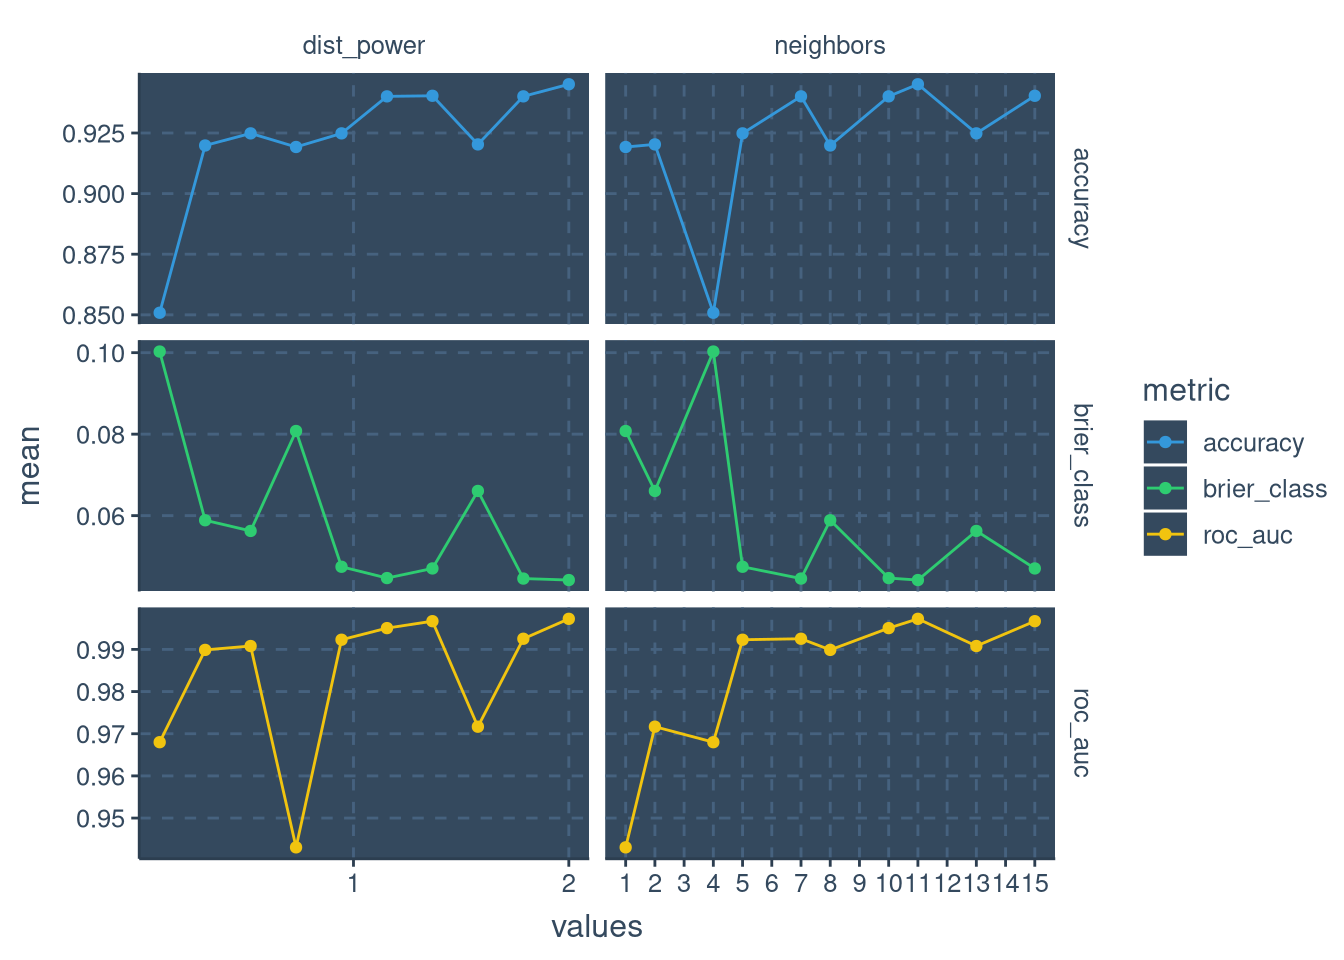 dist_power
neighbors
0.925
0.900
0.875
0.850
accuracy
0.10
0.08
0.06
brier_class
0.99
0.98
0.97
0.96
0.95
roc_auc
1 2
1 2 3 4 5 6 7 8 9 10 11 12 13 14 15
values
mean
metric
accuracy
brier_class
roc_auc